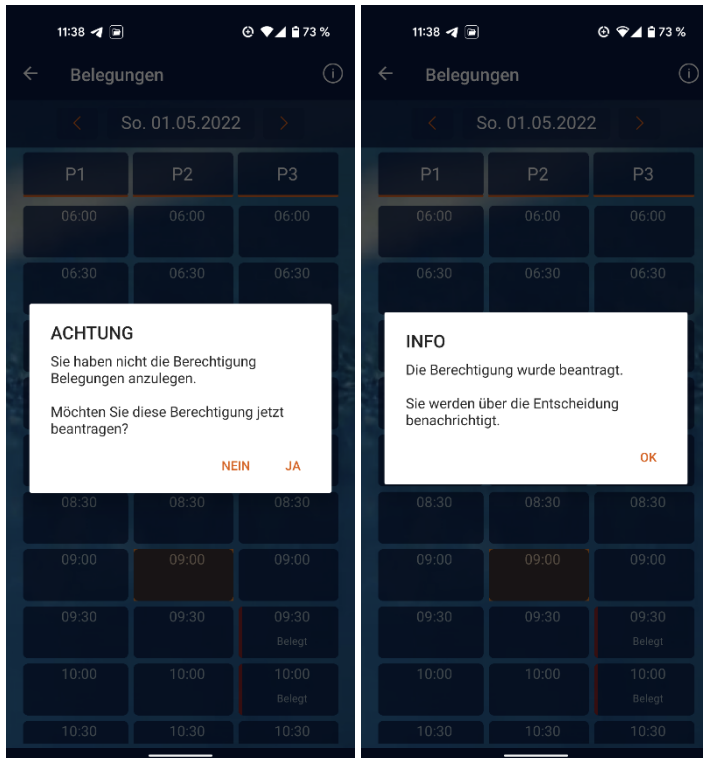 11:38 73 %
Belegungen
So. 01.05.2022
P1 P2 P3
06:00 06:00 06:00
06:30 06:30 06:30
ACHTUNG
Sie haben nicht die Berechtigung
Belegungen anzulegen.
Möchten Sie diese Berechtigung jetzt
beantragen?
NEIN JA
08:30 08:30 08:30
09:00 09:00 09:00
09:30 09:30 09:30
Belegt
10:00 10:00 10:00
Belegt
10:30 10:30 10:30
11:38 73 %
Belegungen
So. 01.05.2022
P1 P2 P3
06:00 06:00 06:00
06:30 06:30 06:30
INFO
Die Berechtigung wurde beantragt.
Sie werden über die Entscheidung
benachrichtigt.
OK
08:30 08:30 08:30
09:00 09:00 09:00
09:30 09:30 09:30
Belegt
10:00 10:00 10:00
Belegt
10:30 10:30 10:30